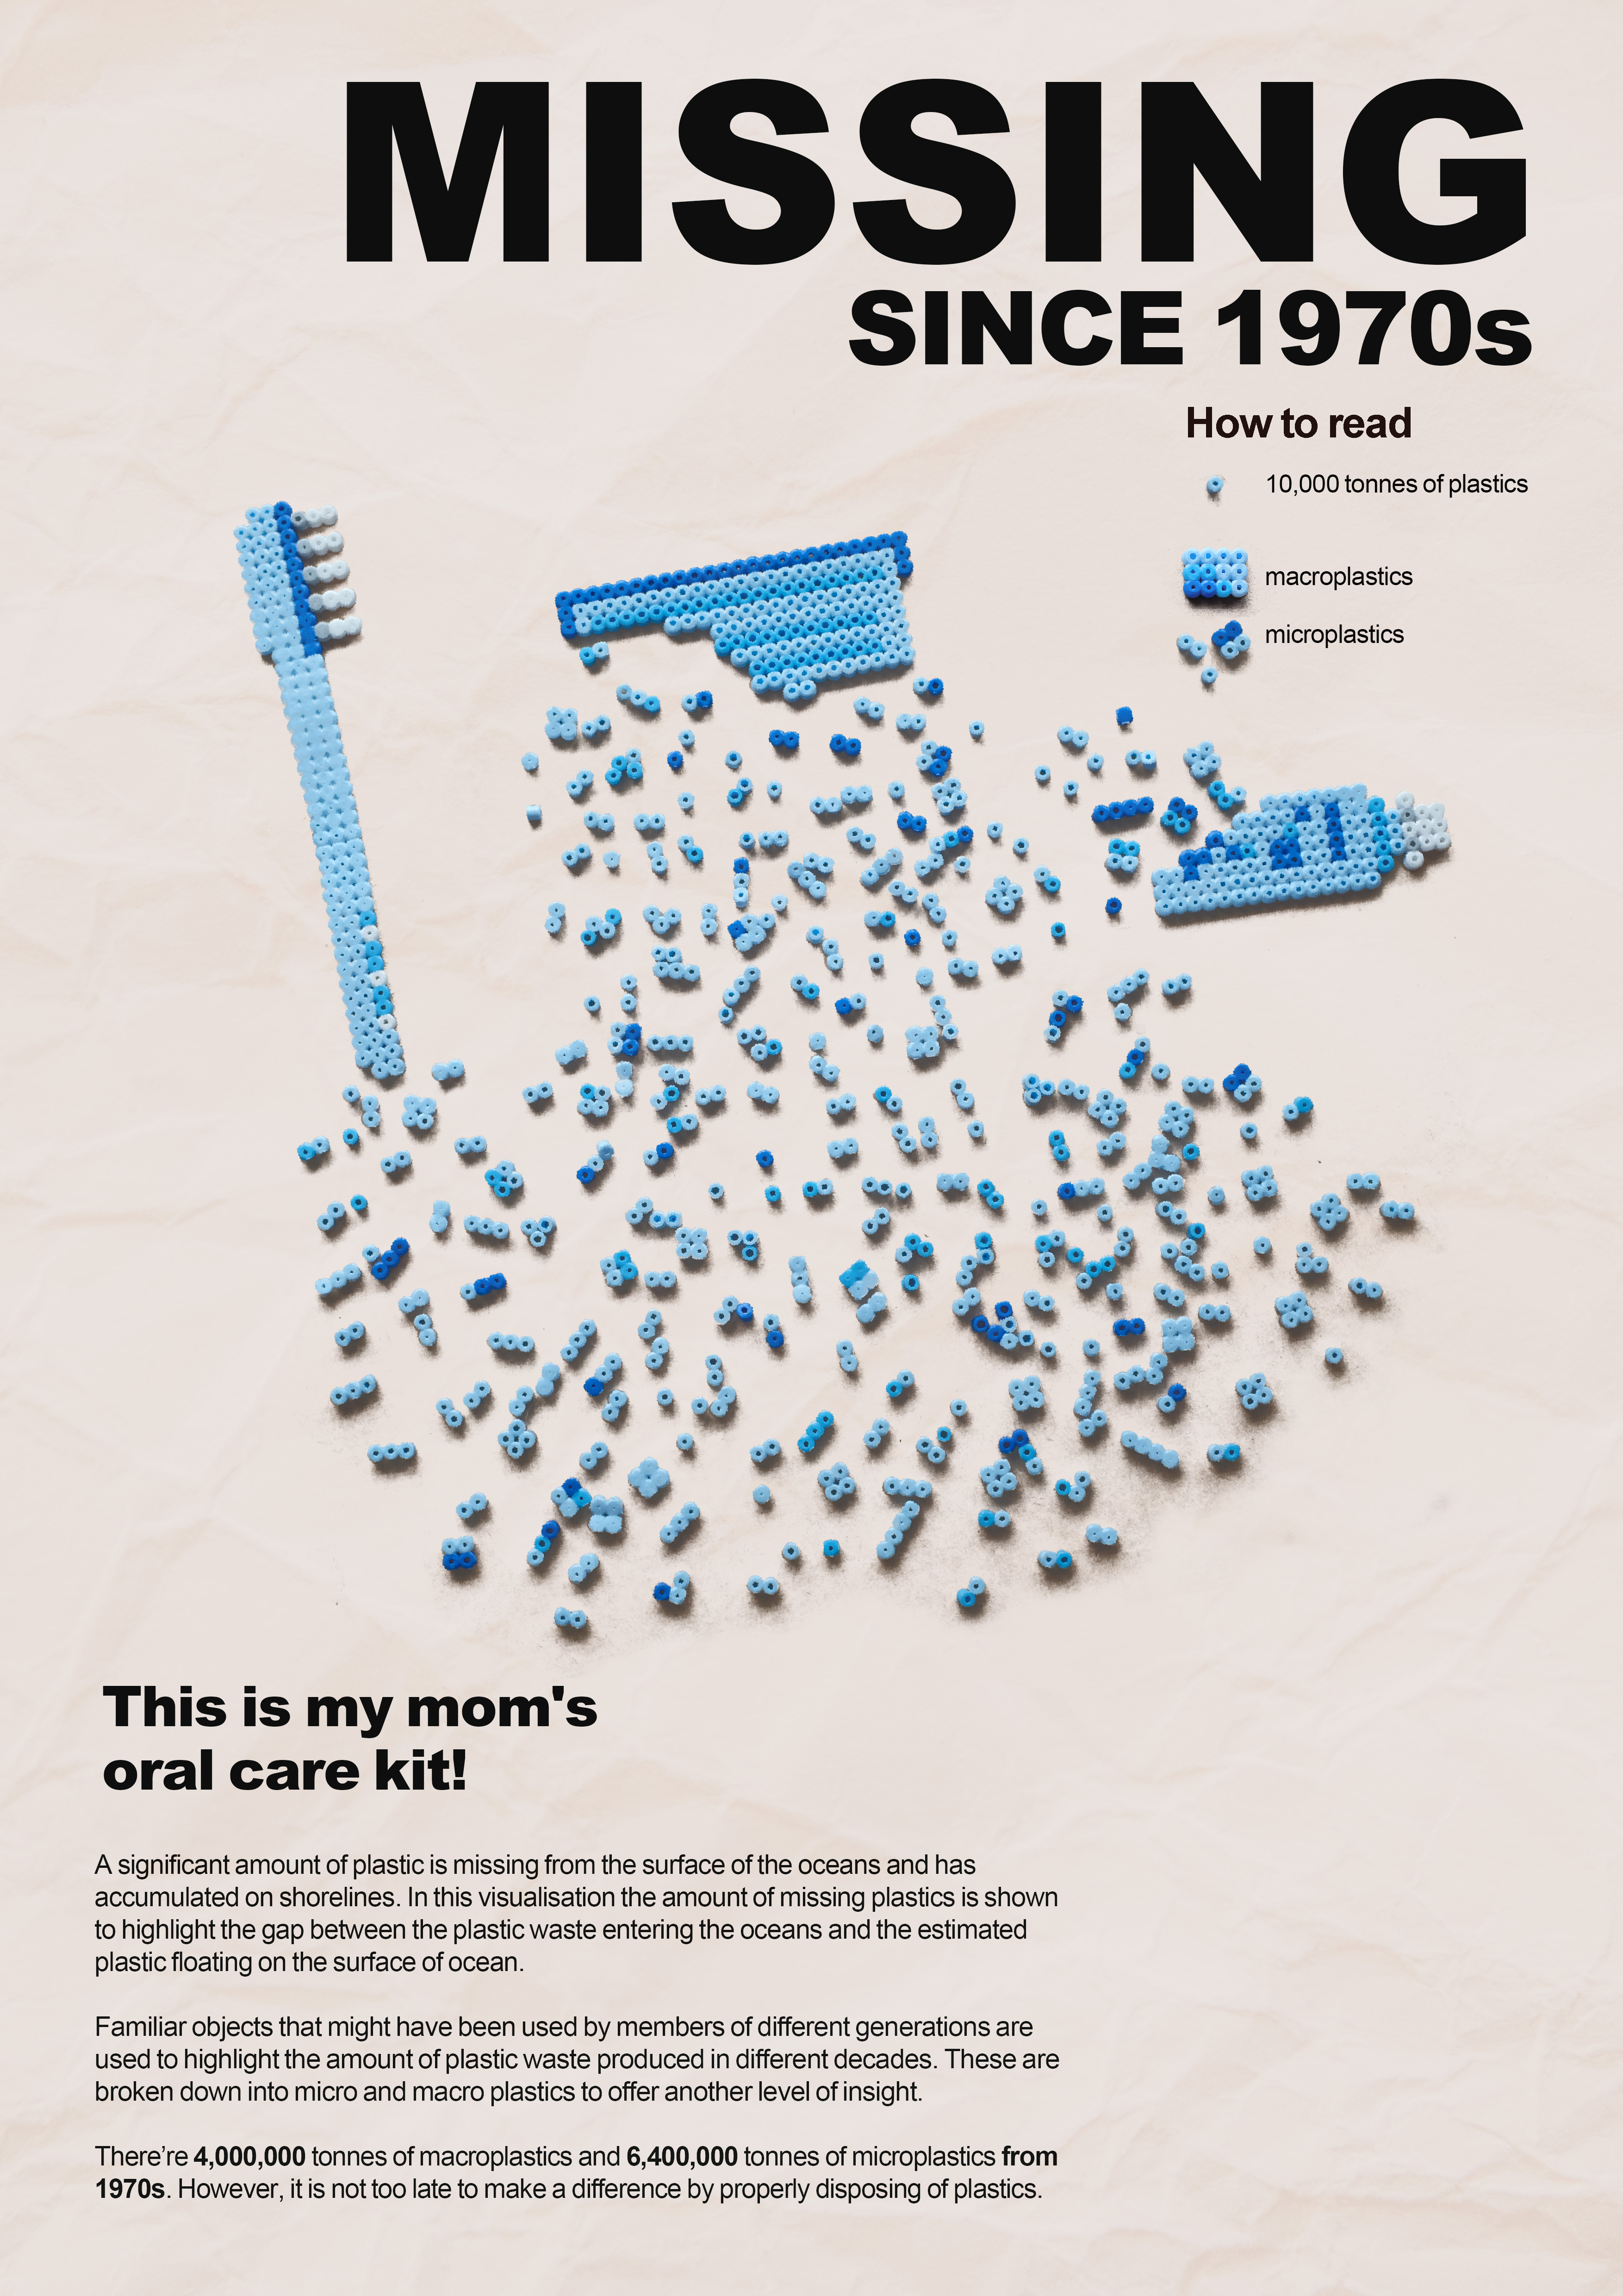 MISSING
SINCE 1970s
How to read
10,000 tonnes of plastics
macroplastics
microplastics
This is my mom's
oral care kit!
A significant amount of plastic is missing from the surface of the oceans and has
accumulated on shorelines. In this visualisation the amount of missing plastics is shown
to highlight the gap between the plastic waste entering the oceans and the estimated
plastic floating on the surface of ocean.
Familiar objects that might have been used by members of different generations are
used to highlight the amount of plastic waste produced in different decades. These are
broken down into micro and macro plastics to offer another level of insight.
There’re 4,000,000 tonnes of macroplastics and 6,400,000 tonnes of microplastics from
1970s. However, it is not too late to make a difference by properly disposing of plastics.